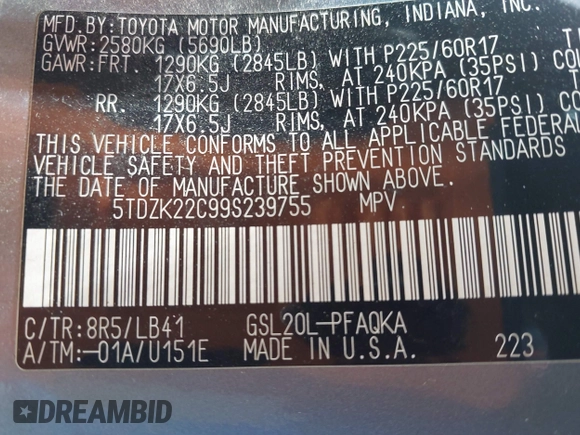 MFD.BY: TOYOTA MOTOR MANUFACTURING, INDIANA, INC.
GVWR: 2580KG (5690LB)
GAWR: FRT. 1290KG (2845LB) WITH P225/60R17
17X6.5J RIMS, AT 240KPA (35PSI)
RR. 1290KG (2845LB) WITH P225/60R17
17X6.5J RIMS, AT 240KPA (35PSI)
THIS VEHICLE CONFORMS TO ALL APPLICABLE FEDERAL
VEHICLE SAFETY AND THEFT PREVENTION STANDARDS
THE DATE OF MANUFACTURE SHOWN ABOVE.
5TDZK22C99S239755 MPV
C/TR: 8R5/LB41 GSL20L-PFAQKA
A/TM:-01A/U151E MADE IN U.S.A. 223
DREAMBID